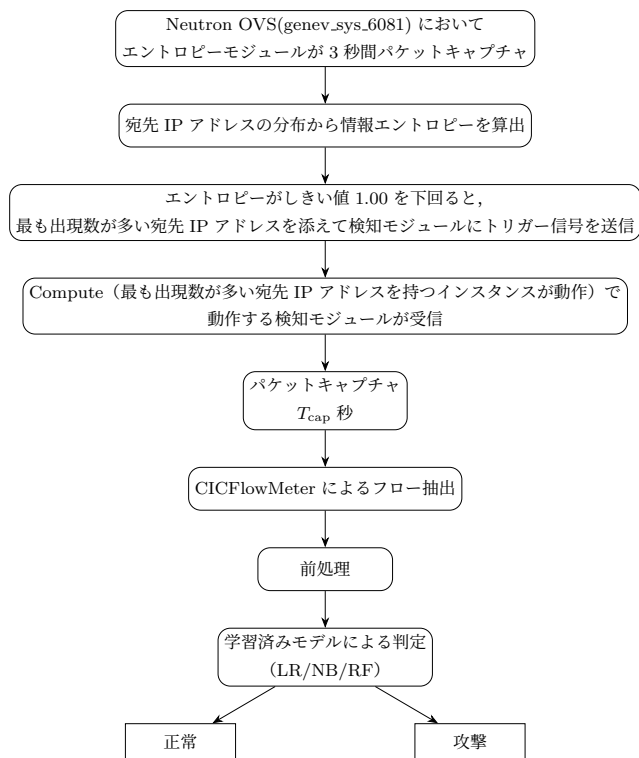 Neutron OVS(genev_sys_6081) において
エントロピーモジュールが 3 秒間パケットキャプチャ
宛先 IP アドレスの分布から情報エントロピーを算出
エントロピーがしきい値 1.00 を下回ると，
最も出現数が多い宛先 IP アドレスを添えて検知モジュールにトリガー信号を送信
Compute（最も出現数が多い宛先 IP アドレスを持つインスタンスが動作）で
動作する検知モジュールが受信
パケットキャプチャ
Tcap 秒
CICFlowMeter によるフロー抽出
前処理
学習済みモデルによる判定
（LR/NB/RF）
正常
攻撃